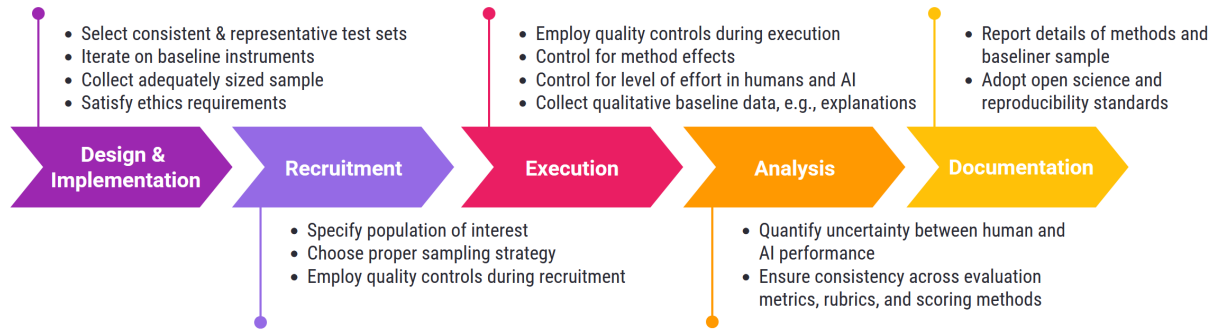 • Select consistent & representative test sets
• Iterate on baseline instruments
• Collect adequately sized sample
• Satisfy ethics requirements
• Employ quality controls during execution
• Control for method effects
• Control for level of effort in humans and AI
• Collect qualitative baseline data, e.g., explanations
• Report details of methods and
baseliner sample
• Adopt open science and
reproducibility standards
Design &
Implementation
Recruitment
Execution
Analysis
Documentation
• Specify population of interest
• Choose proper sampling strategy
• Employ quality controls during recruitment
• Quantify uncertainty between human and
AI performance
• Ensure consistency across evaluation
metrics, rubrics, and scoring methods